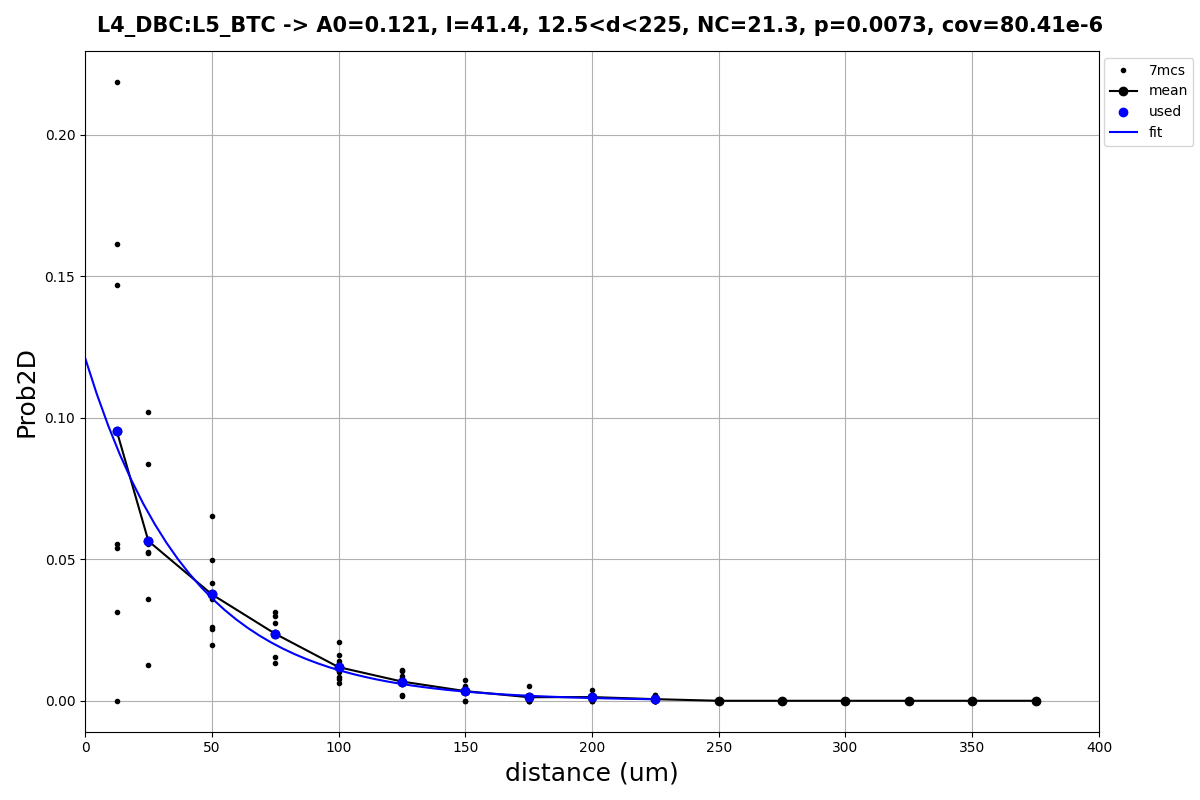 L4_DBC:L5_BTC -> A0=0.121, l=41.4, 12.5<d<225, NC=21.3, p=0.0073, cov=80.41e-6
7mcs
mean
used
fit
0.20
0.15
0.10
0.05
0.00
Prob2D
0 50 100 150 200 250 300 350 400
distance (um)